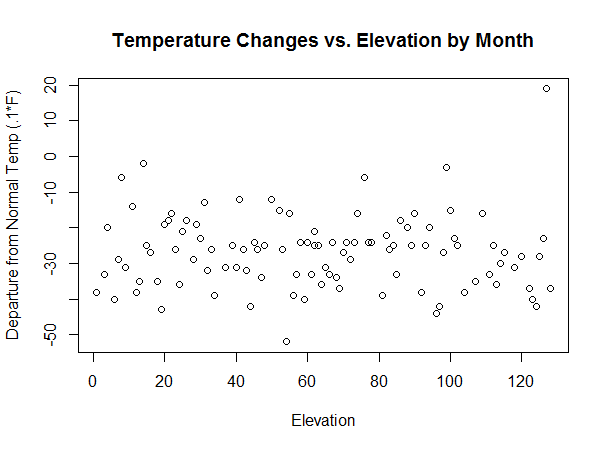 Temperature Changes vs. Elevation by Month
Departure from Normal Temp (.1*F)
20
10
0
-10
-30
-50
0 20 40 60 80 100 120
Elevation